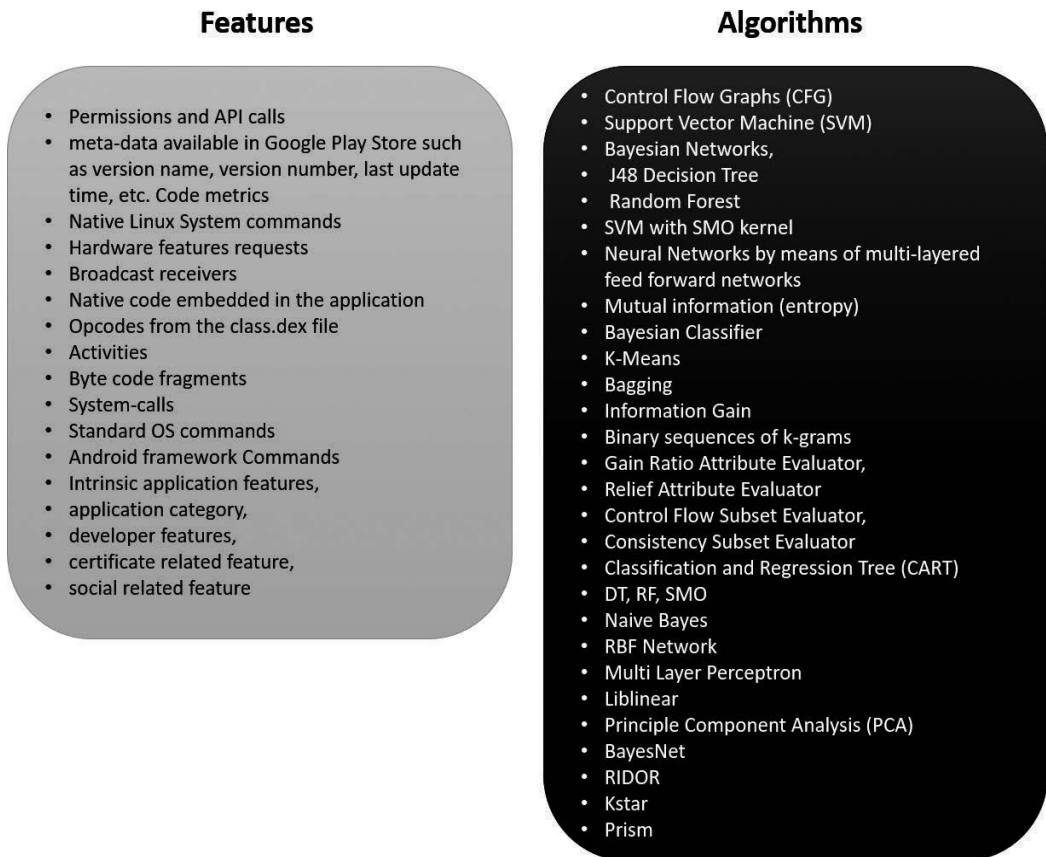 Features
• Permissions and API calls
• meta-data available in Google Play Store such
as version name, version number, last update
time, etc. Code metrics
• Native Linux System commands
• Hardware features requests
• Broadcast receivers
• Native code embedded in the application
• Opcodes from the class.dex file
• Activities
• Byte code fragments
• System-calls
• Standard OS commands
• Android framework Commands
• Intrinsic application features,
• application category,
• developer features,
• certificate related feature,
• social related feature
Algorithms
• Control Flow Graphs (CFG)
• Support Vector Machine (SVM)
• Bayesian Networks,
• J48 Decision Tree
• Random Forest
• SVM with SMO kernel
• Neural Networks by means of multi-layered
feed forward networks
• Mutual information (entropy)
• Bayesian Classifier
• K-Means
• Bagging
• Information Gain
• Binary sequences of k-grams
• Gain Ratio Attribute Evaluator,
• Relief Attribute Evaluator
• Control Flow Subset Evaluator,
• Consistency Subset Evaluator
• Classification and Regression Tree (CART)
• DT, RF, SMO
• Naive Bayes
• RBF Network
• Multi Layer Perceptron
• Liblinear
• Principle Component Analysis (PCA)
• BayesNet
• RIDOR
• Kstar
• Prism